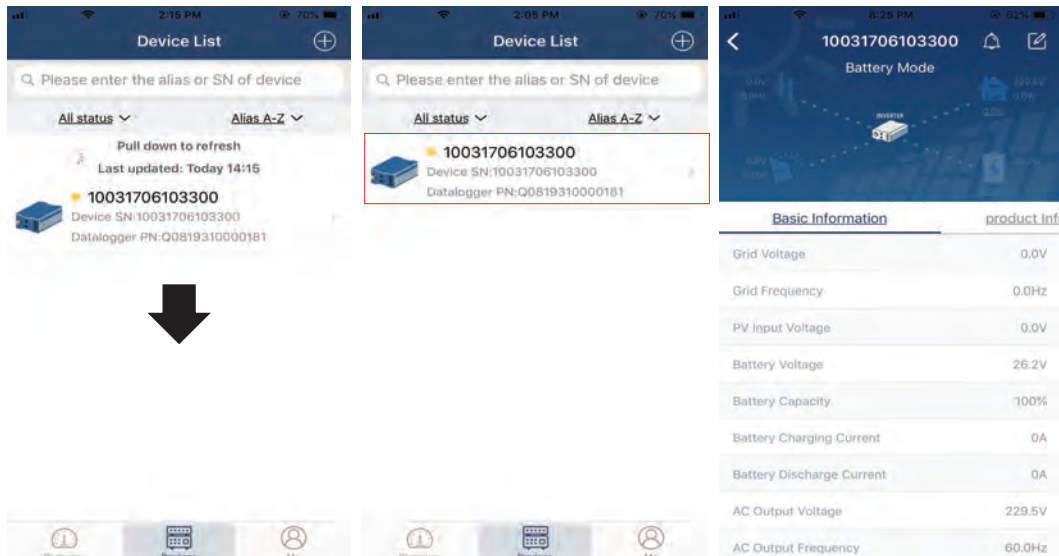 2:15 PM
70%
Device List
Please enter the alias or SN of device
All status
Alias A-Z
Pull down to refresh
Last updated: Today 14:15
10031706103300
Device SN:10031706103300
Datalogger PN:Q0819310000181
2:05 PM
70%
Device List
Please enter the alias or SN of device
All status
Alias A-Z
10031706103300
Device SN:10031706103300
Datalogger PN:Q0819310000181
8:25 PM
62%
10031706103300
Battery Mode
INVERTER
Basic Information
product Inf
Grid Voltage 0.0V
Grid Frequency 0.0Hz
PV Input Voltage 0.0V
Battery Voltage 26.2V
Battery Capacity 100%
Battery Charging Current 0A
Battery Discharge Current 0A
AC Output Voltage 229.5V
AC Output Frequency 60.0Hz